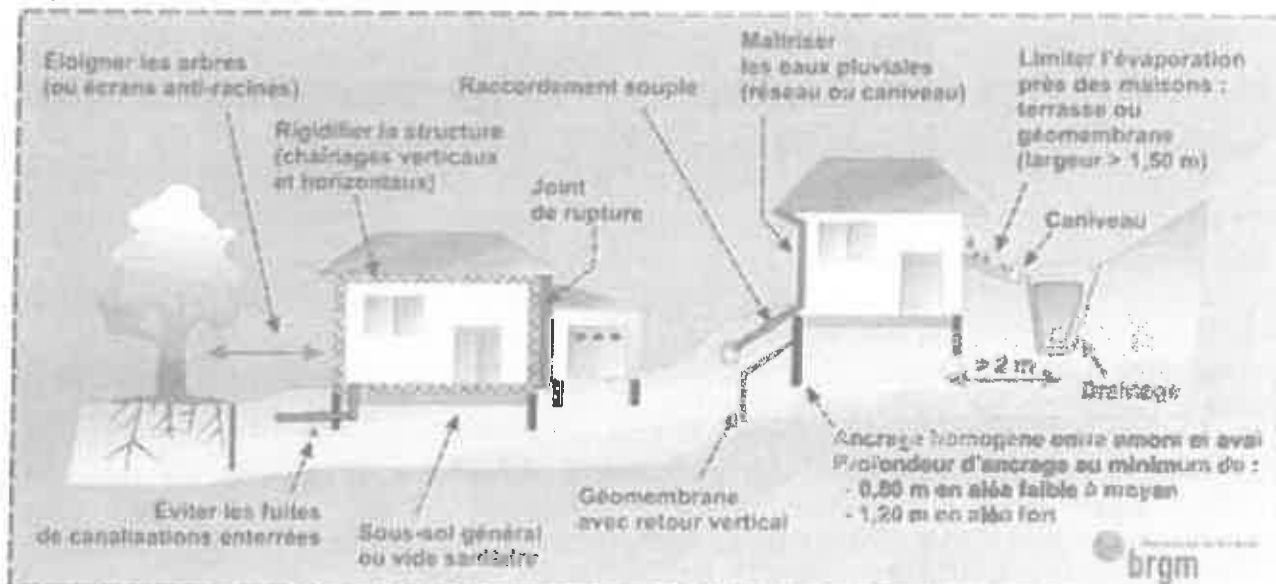 Eloigner les arbres
(ou écrans anti-racines)
Rigidifier la structure
(chaînages verticaux
et horizontaux)
Raccordement souple
Joint
de rupture
Maîtriser
les eaux pluviales
(réseau ou caniveau)
Limiter l'évaporation
près des maisons :
terrasse ou
géomembrane
(largeur > 1,50 m)
Caniveau
> 2 m
Drainage
Ancrage homogène entre amont et aval
Profondeur d'ancrage au minimum de :
- 0,80 m en aléa faible à moyen
- 1,20 m en aléa fort
Géomembrane
avec retour vertical
Eviter les fuites
de canalisations enterrées
Sous-sol général
ou vide sanitaire
brgm